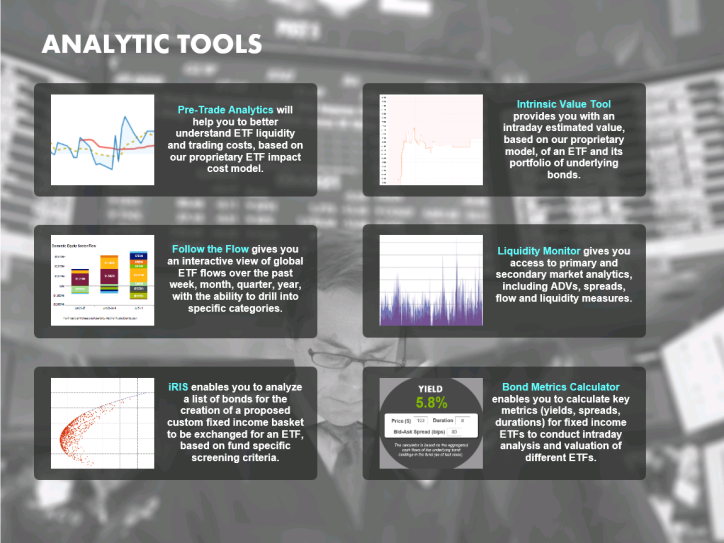 ANALYTIC TOOLS
Pre-Trade Analytics will
help you to better
understand ETF liquidity
and trading costs, based on
our proprietary ETF impact
cost model.
Intrinsic Value Tool
provides you with an
intraday estimated value,
based on our proprietary
model, of an ETF and its
portfolio of underlying
bonds.
Follow the Flow gives you
an interactive view of global
ETF flows over the past
week, month, quarter, year,
with the ability to drill into
specific categories.
Liquidity Monitor gives you
access to primary and
secondary market analytics,
including ADVs, spreads,
flow and liquidity measures.
iRIS enables you to analyze
a list of bonds for the
creation of a proposed
custom fixed income basket
to be exchanged for an ETF,
based on fund specific
screening criteria.
YIELD
5.8%
Price ($)
Duration
Bid-Ask Spread (bps)
Bond Metrics Calculator
enables you to calculate key
metrics (yields, spreads,
durations) for fixed income
ETFs to conduct intraday
analysis and valuation of
different ETFs.